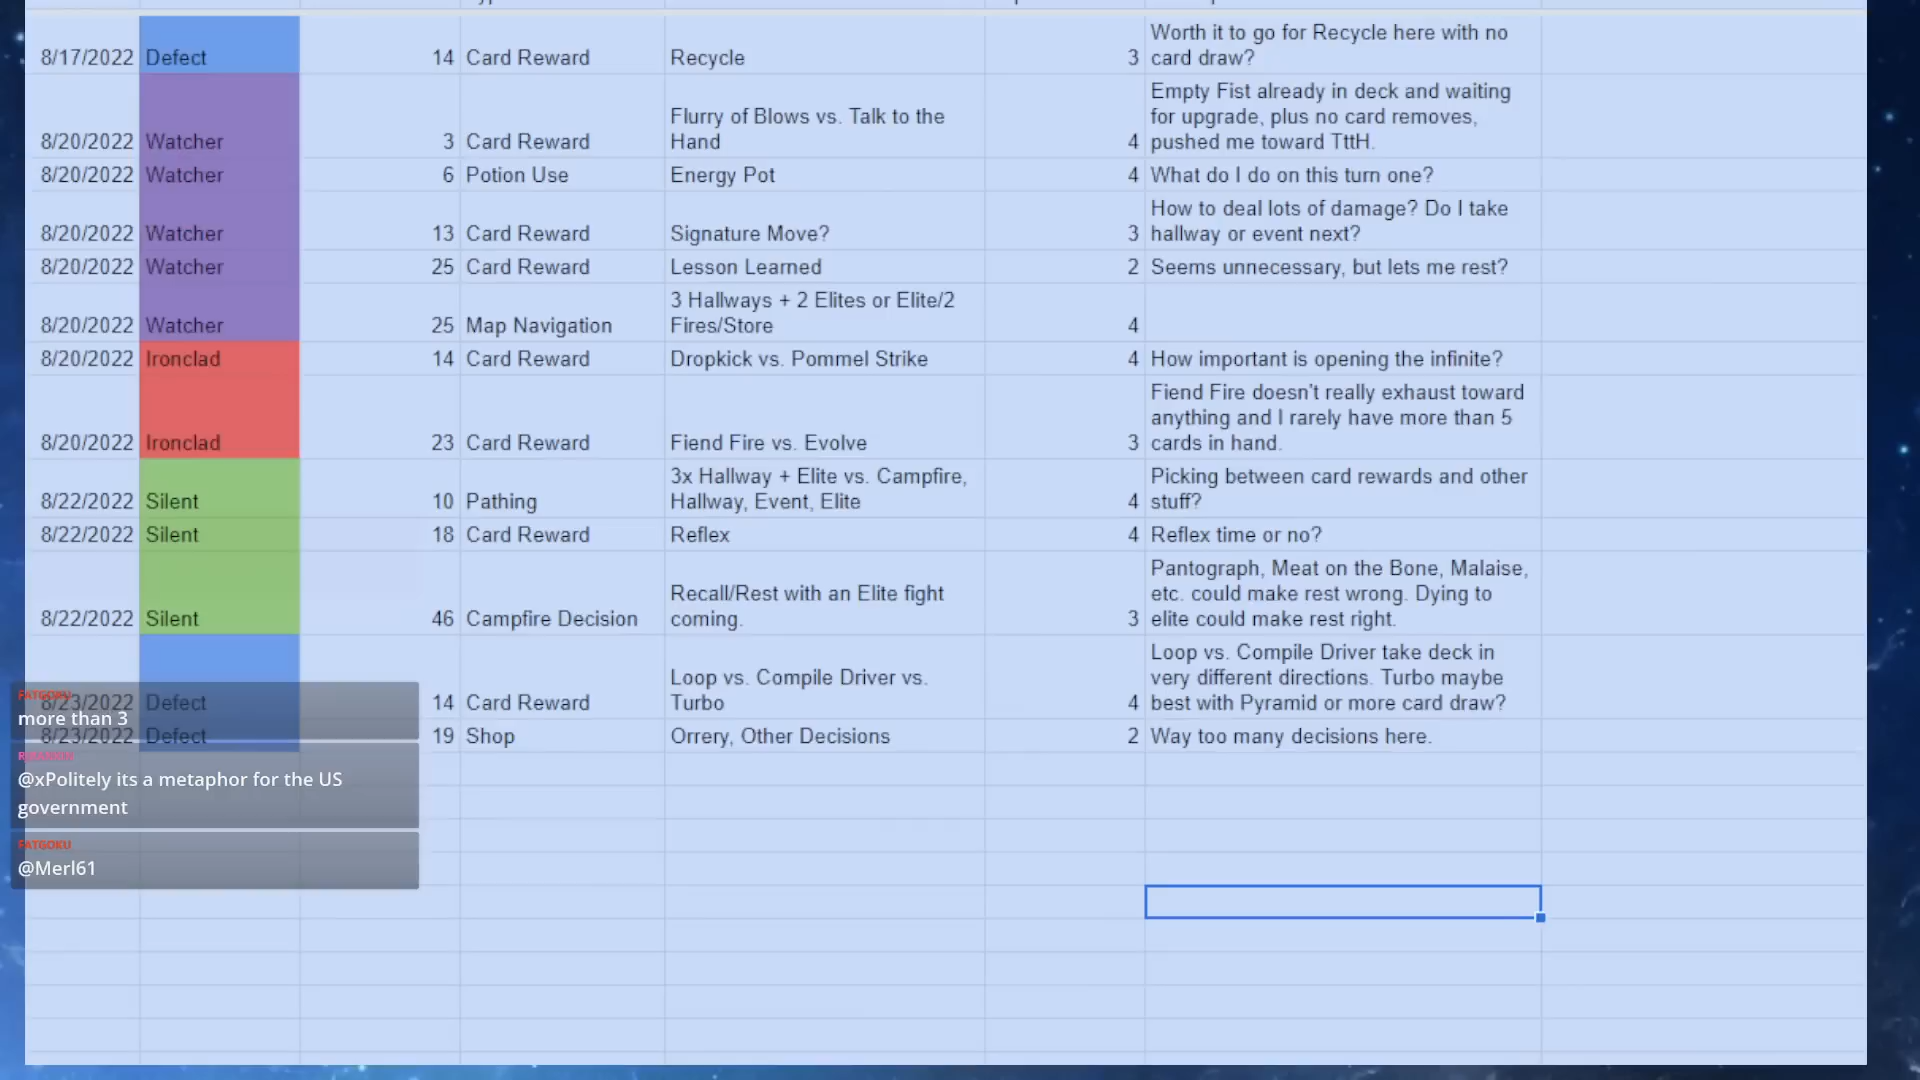 Worth it to go for Recycle here with no
8/17/2022 Defect 14 Card Reward Recycle 3 card draw?
Empty Fist already in deck and waiting
Flurry of Blows vs. Talk to the for upgrade, plus no card removes,
8/20/2022 Watcher 3 Card Reward Hand 4 pushed me toward TttH.
8/20/2022 Watcher 6 Potion Use Energy Pot 4 What do I do on this turn one?
How to deal lots of damage? Do I take
8/20/2022 Watcher 13 Card Reward Signature Move? 3 hallway or event next?
8/20/2022 Watcher 25 Card Reward Lesson Learned 2 Seems unnecessary, but lets me rest?
3 Hallways + 2 Elites or Elite/2
8/20/2022 Watcher 25 Map Navigation Fires/Store 4
8/20/2022 Ironclad 14 Card Reward Dropkick vs. Pommel Strike 4 How important is opening the infinite?
Fiend Fire doesn't really exhaust toward
anything and I rarely have more than 5
8/20/2022 Ironclad 23 Card Reward Fiend Fire vs. Evolve 3 cards in hand.
3x Hallway + Elite vs. Campfire, Picking between card rewards and other
8/22/2022 Silent 10 Pathing Hallway, Event, Elite 4 stuff?
8/22/2022 Silent 18 Card Reward Reflex 4 Reflex time or no?
Pantograph, Meat on the Bone, Malaise,
Recall/Rest with an Elite fight etc. could make rest wrong. Dying to
8/22/2022 Silent 46 Campfire Decision coming. 3 elite could make rest right.
Loop vs. Compile Driver take deck in
Loop vs. Compile Driver vs. very different directions. Turbo maybe
8/23/2022 Defect 14 Card Reward Turbo 4 best with Pyramid or more card draw?
8/23/2022 Defect 19 Shop Orrery, Other Decisions 2 Way too many decisions here.
FATGOKU
more than 3
@xPolitely its a metaphor for the US
government
FATGOKU
@Merl61